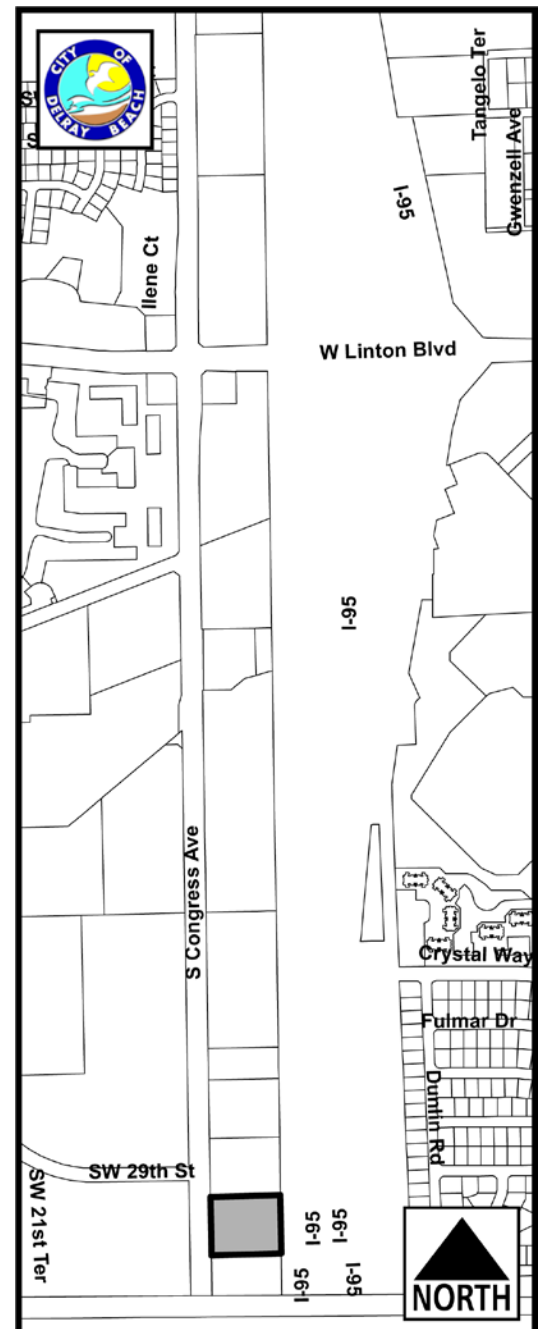 CITY OF
DELRAY BEACH
Tangelo Ter
Gwenzell Ave
I-95
Ilene Ct
W Linton Blvd
I-95
S Congress Ave
Crystal Way
Fulmar Dr
Dunlin Rd
SW 29th St
SW 21st Ter
I-95
I-95
I-95
I-95
NORTH